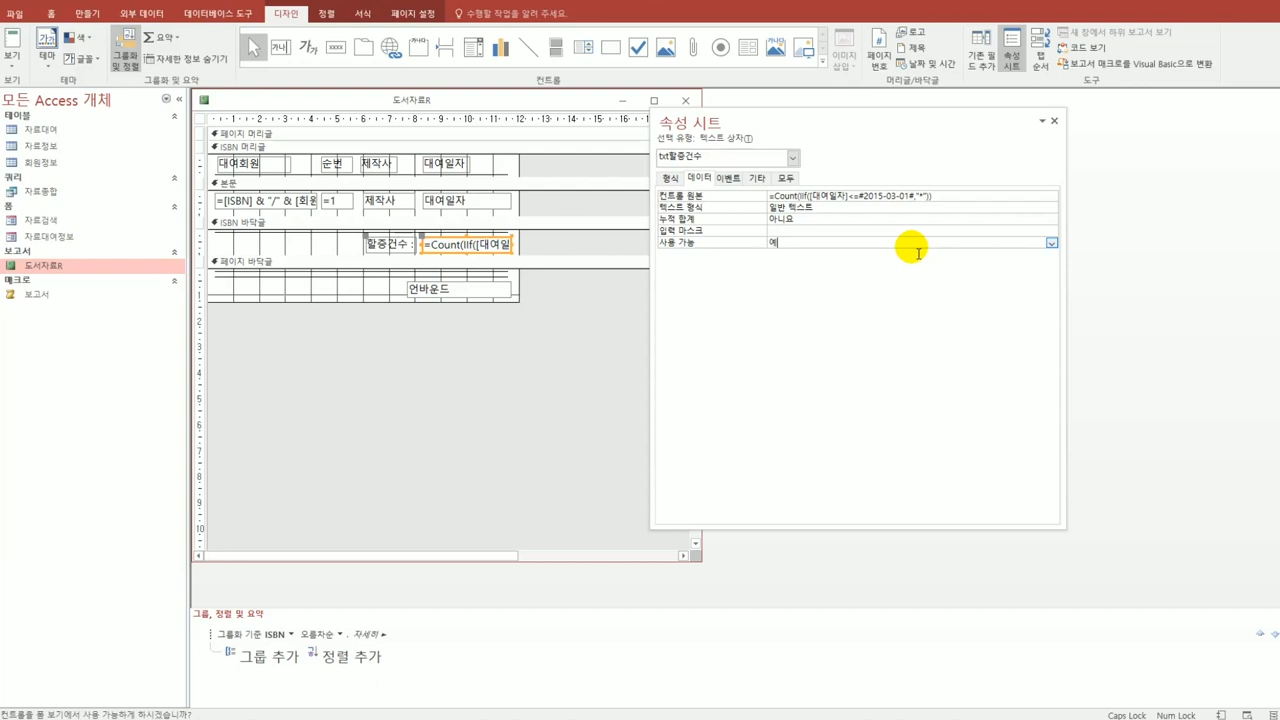 파일 홈 만들기 외부 데이터 데이터베이스 도구 디자인 정렬 서식 페이지 설정 수행할 작업을 알려 주세요.
보기
테마
색
글꼴
그룹화 및 정렬
요약
자세한 정보 숨기기
이미지 삽입
페이지 번호
로고
제목
날짜 및 시간
기존 필드 추가
속성 시트
탭 순서
새 창에서 하위 보고서 보기
코드 보기
보고서 매크로를 Visual Basic으로 변환
보기 테마 그룹화 및 요약 컨트롤 머리글/바닥글 도구
모든 Access 개체
테이블
자료대여
자료정보
회원정보
쿼리
자료종합
폼
자료검색
자료대여정보
보고서
도서자료R
매크로
보고서
도서자료R
페이지 머리글
ISBN 머리글
대여회원 순번 제작사 대여일자
본문
=[ISBN] & "/" & [회원 =1 제작사 대여일자
ISBN 바닥글
할증건수 : =Count(IIf([대여일
페이지 바닥글
언바운드
속성 시트
선택 유형: 텍스트 상자(T)
txt할증건수
형식 데이터 이벤트 기타 모두
컨트롤 원본 =Count(IIf([대여일자]<=#2015-03-01#,"*"))
텍스트 형식 일반 텍스트
누적 합계 아니요
입력 마스크
사용 가능 예
그룹, 정렬 및 요약
그룹화 기준 ISBN 오름차순 , 자세히
그룹 추가 정렬 추가
컨트롤을 폼 보기에서 사용 가능하게 하시겠습니까?
Caps Lock Num Lock